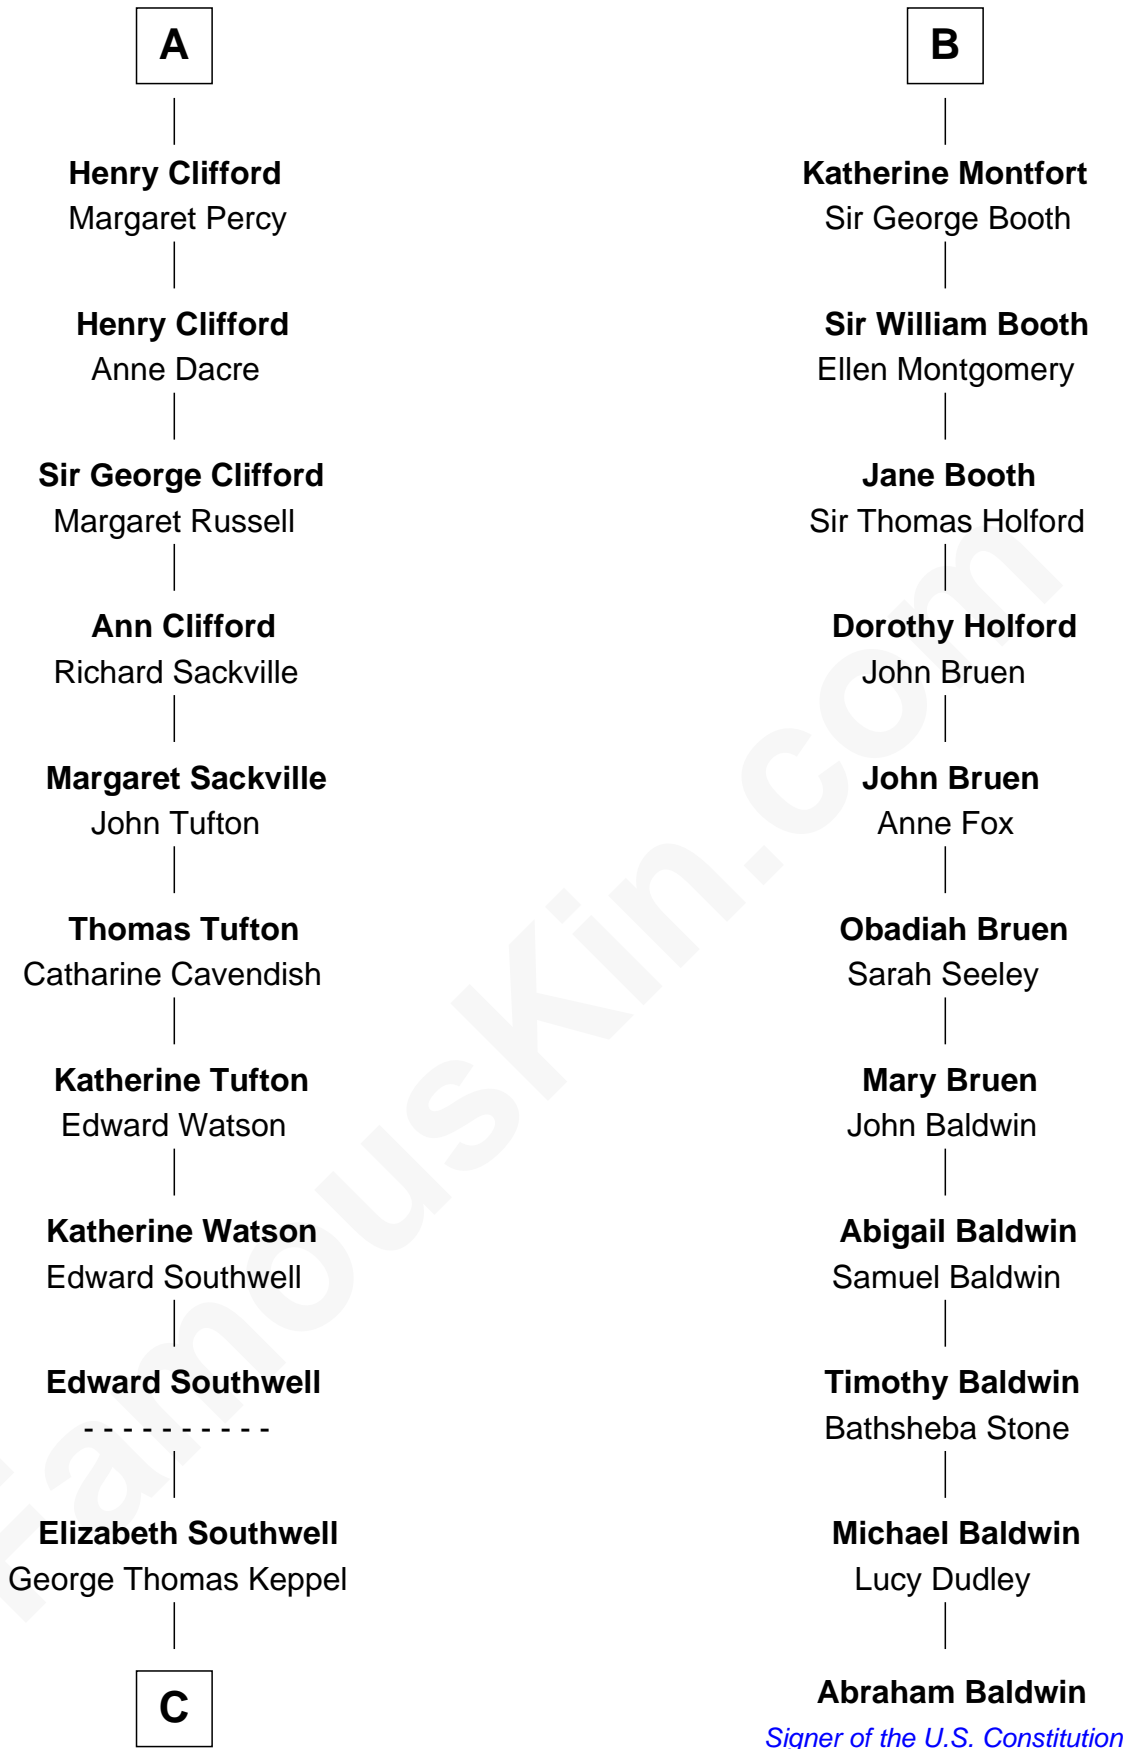 A
Henry Clifford
Margaret Percy
Henry Clifford
Anne Dacre
Sir George Clifford
Margaret Russell
Ann Clifford
Richard Sackville
Margaret Sackville
John Tufton
Thomas Tufton
Catharine Cavendish
Katherine Tufton
Edward Watson
Katherine Watson
Edward Southwell
Edward Southwell
- - - - - - - - - -
Elizabeth Southwell
George Thomas Keppel
C
B
Katherine Montfort
Sir George Booth
Sir William Booth
Ellen Montgomery
Jane Booth
Sir Thomas Holford
Dorothy Holford
John Bruen
John Bruen
Anne Fox
Obadiah Bruen
Sarah Seeley
Mary Bruen
John Baldwin
Abigail Baldwin
Samuel Baldwin
Timothy Baldwin
Bathsheba Stone
Michael Baldwin
Lucy Dudley
Abraham Baldwin
Signer of the U.S. Constitution
FamousKin.com